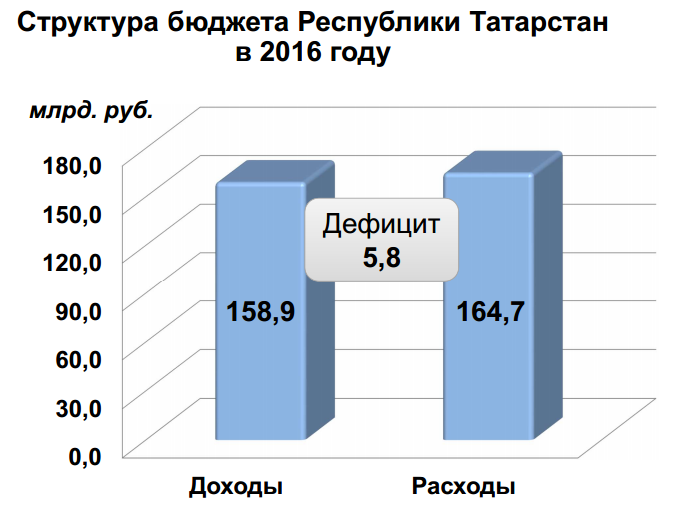 Структура бюджета Республики Татарстан
в 2016 году
млрд. руб.
180,0
150,0
120,0
90,0
60,0
30,0
0,0
Дефицит
5,8
158,9
164,7
Доходы
Расходы